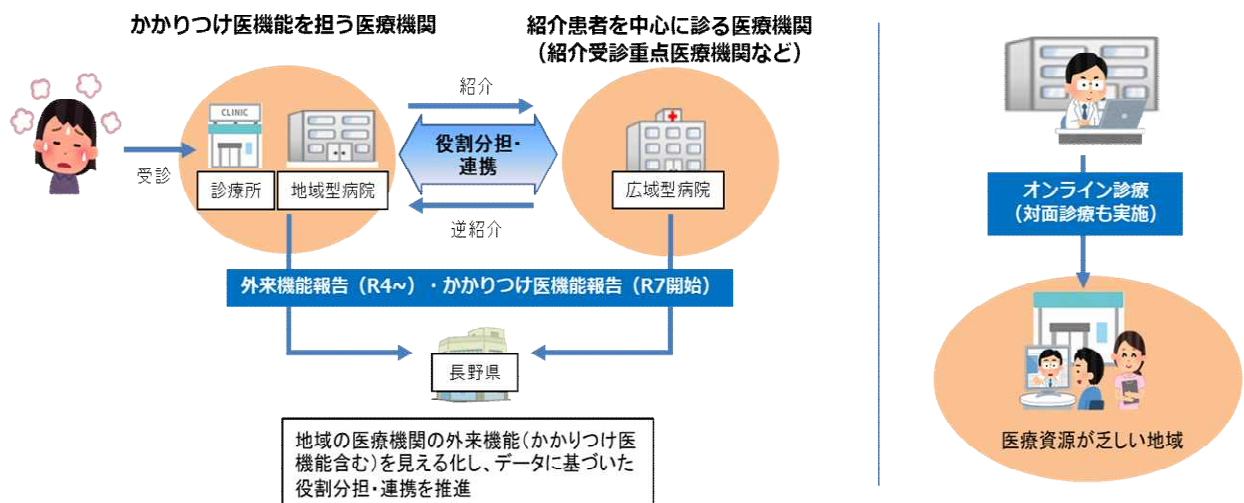 かかりつけ医機能を担う医療機関
紹介患者を中心に診る医療機関
（紹介受診重点医療機関など）
受診
CLINIC
診療所
地域型病院
紹介
役割分担・
連携
逆紹介
広域型病院
外来機能報告（R4~）・かかりつけ医機能報告（R7開始）
長野県
地域の医療機関の外来機能（かかりつけ医
機能含む）を見える化し、データに基づいた
役割分担・連携を推進
オンライン診療
（対面診療も実施）
医療資源が乏しい地域